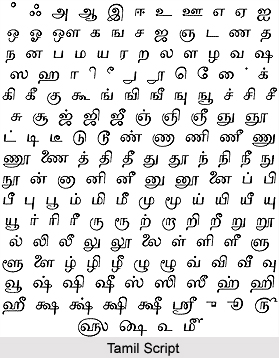 ஂ ஃ அ ஆ இ ஈ உ ஊ எ ஏ ஐ
ஒ ஓ ஔ க ங ச ஜ ஞ ட ண த
ந ன ப ம ய ர ற ல ள ழ வ ஷ
ஸ ஹ ா ி ீ ு ூ ெ ே ை க்
கி கீ கு கூ ங் ஙி ஙீ ஙு ஙூ ச் சி சீ
சு சூ ஜ் ஜி ஜீ ஞ் ஞி ஞீ ஞு ஞூ
ட் டி டீ டு டூ ண் ணி ணீ ணு
ணூ ணை த் தி தீ து தூ ந் நி நீ நு
நூ ன் னி னீ னு னூ னை ப் பி
பீ பு பூ ம் மி மீ மு மூ ய் யி யீ யு
யூ ர் ரி ரீ ரு ரூ ற் றி றீ று றூ
ல் லி லீ லு லூ லை ள் ளி ளீ ளு
ளூ ளை ழ் ழி ழீ ழு ழூ வ் வி வீ வு
வூ ஷ் ஷி ஷீ ஸ் ஸி ஸீ ஹ் ஹி
ஹீ க்ஷ க்ஷ் க்ஷி க்ஷீ ஸ்ரீ
Tamil Script